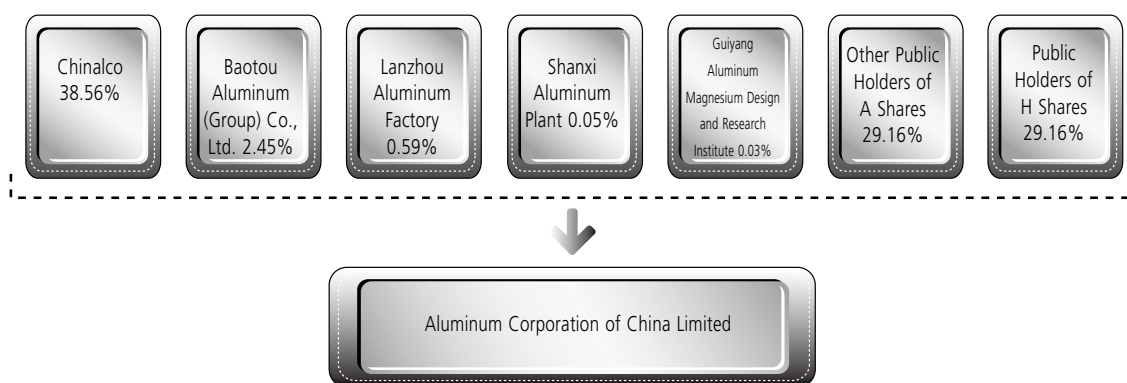 Chinalco
38.56%
Baotou
Aluminum
(Group) Co.,
Ltd. 2.45%
Lanzhou
Aluminum
Factory
0.59%
Shanxi
Aluminum
Plant 0.05%
Guiyang
Aluminum
Magnesium Design
and Research
Institute 0.03%
Other Public
Holders of
A Shares
29.16%
Public
Holders of
H Shares
29.16%
Aluminum Corporation of China Limited